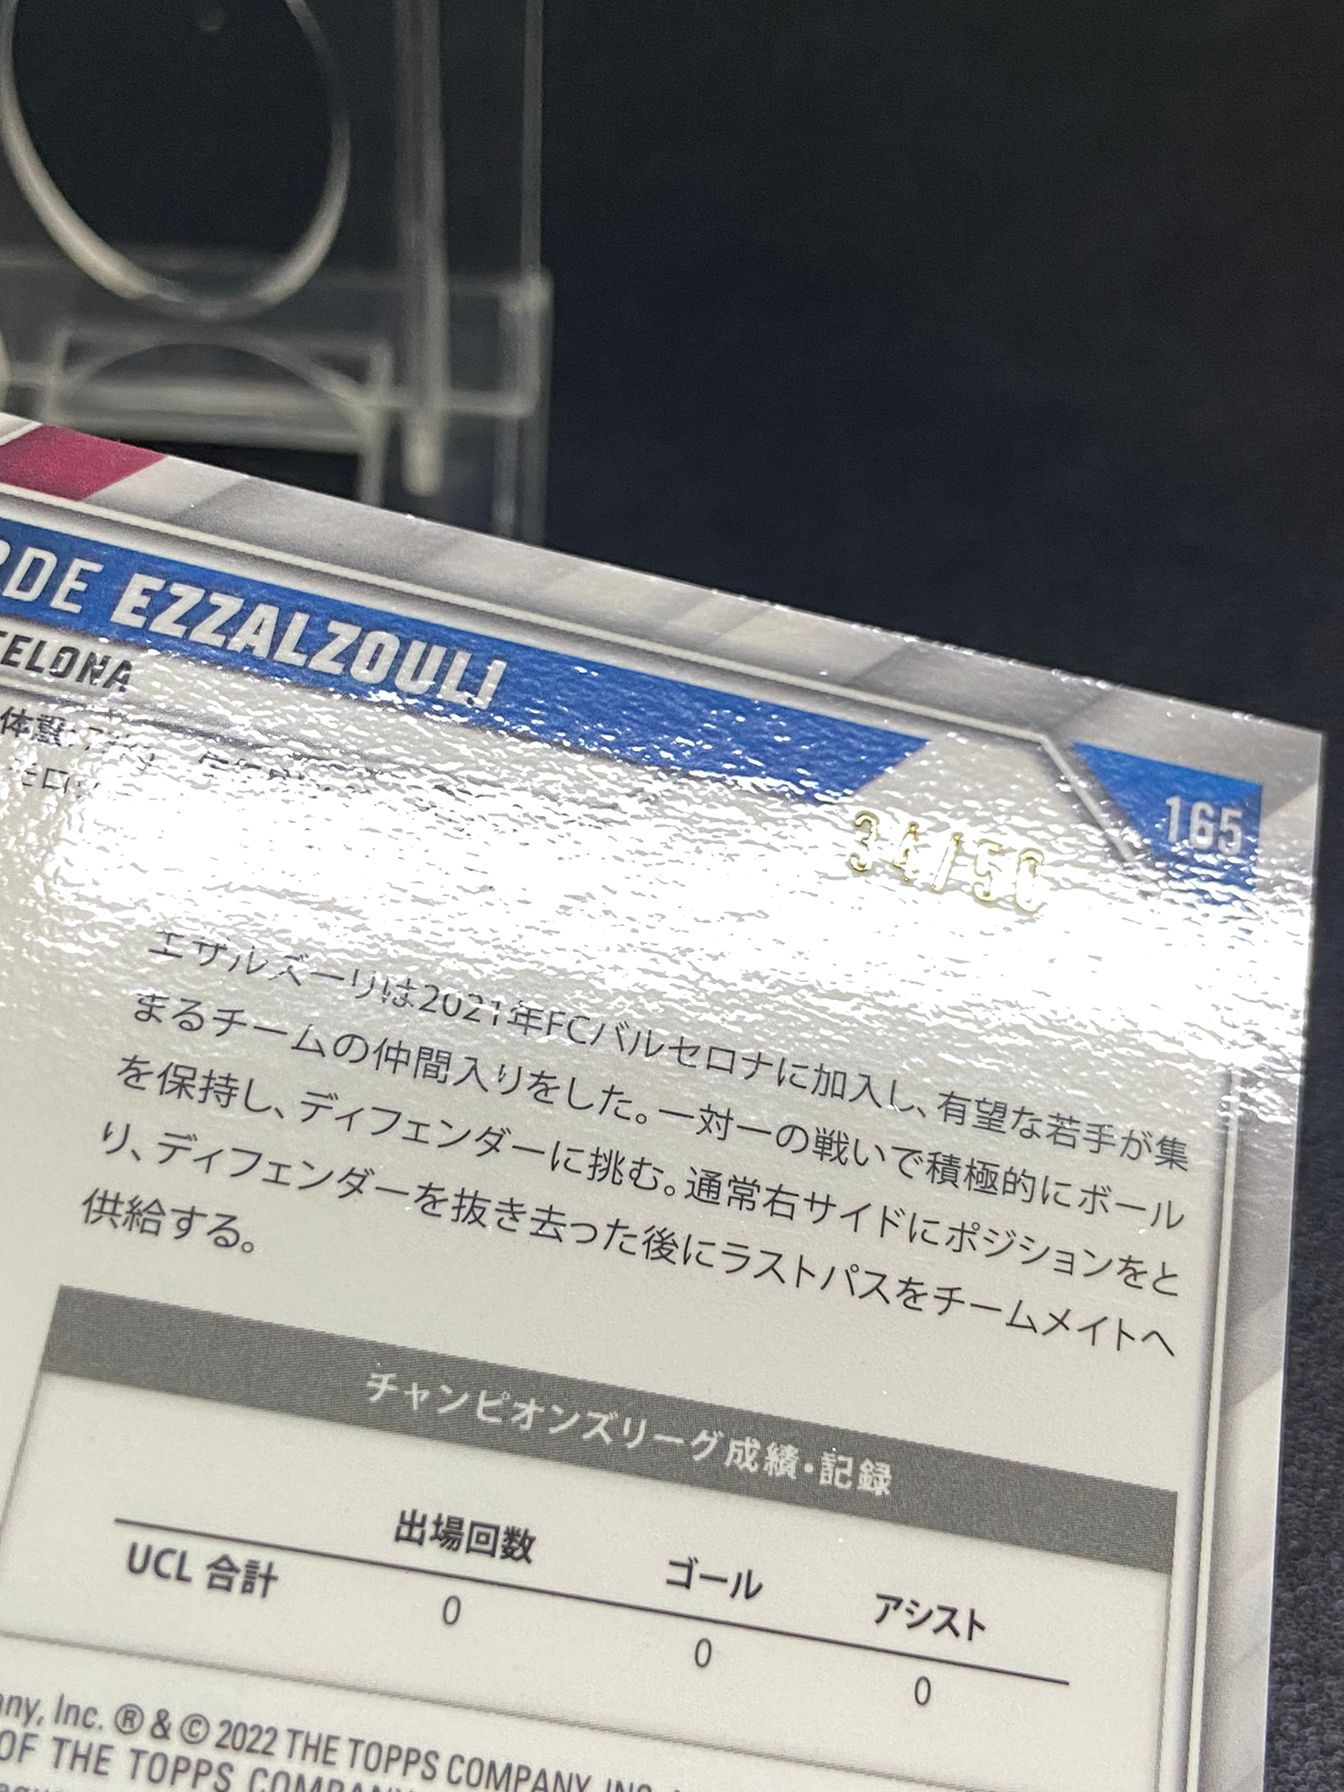 RDE EZZALZOULI
CELONA
165
体重:
モロ
34/50
エザルズーリは2021年FCバルセロナに加入し、有望な若手が集
まるチームの仲間入りをした。一対一の戦いで積極的にボール
を保持し、ディフェンダーに挑む。通常右サイドにポジションをと
り、ディフェンダーを抜き去った後にラストパスをチームメイトへ
供給する。
チャンピオンズリーグ成績・記録
出場回数 ゴール アシスト
UCL 合計 0 0 0
any, Inc. ® & © 2022 THE TOPPS COMPANY, INC.
OF THE TOPPS COMPANY